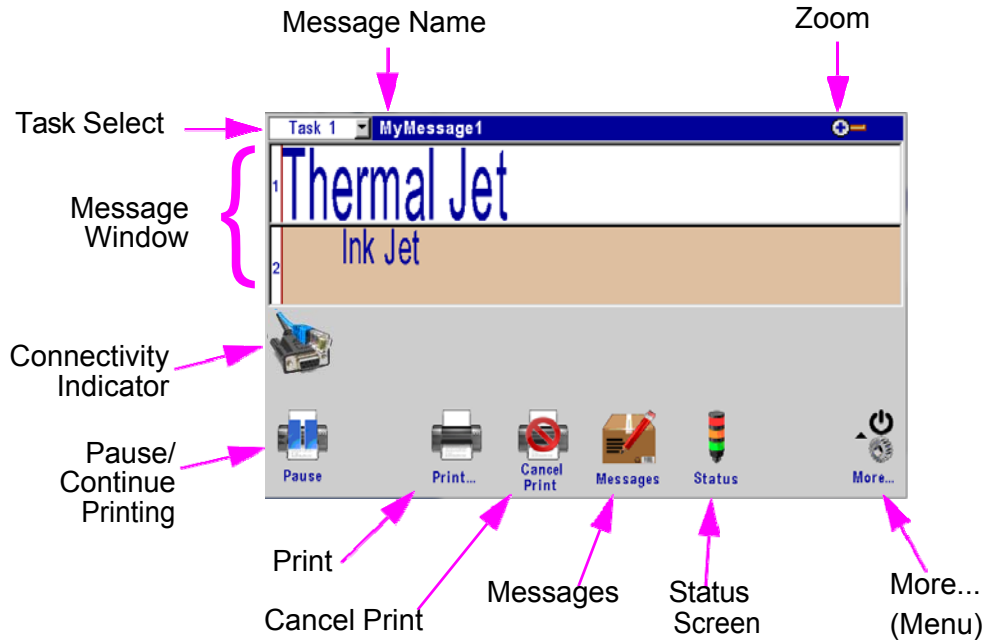 Message Name
Zoom
Task Select
Task 1
MyMessage1
1
Thermal Jet
Message
Window
2
Ink Jet
Connectivity
Indicator
Pause/
Continue
Printing
Pause
Print...
Cancel
Print
Messages
Status
More...
Print
Cancel Print
Messages
Status
Screen
More...
(Menu)